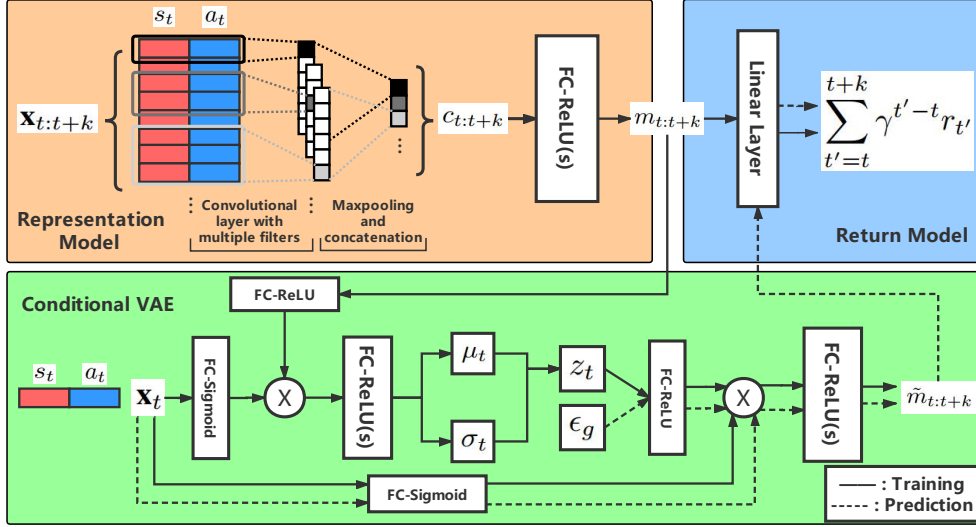 s_t a_t
x_{t:t+k}
⋮ Convolutional ⋮
layer with
multiple filters
Maxpooling
and
concatenation
⋯
Representation
Model
c_{t:t+k}
FC-ReLU(s)
m_{t:t+k}
Linear Layer
\sum_{t'=t}^{t+k} γ^{t'-t} r_{t'}
Return Model
Conditional VAE
FC-ReLU
s_t a_t
x_t
FC-Sigmoid
X
FC-ReLU(s)
μ_t
σ_t
z_t
ϵ_g
FC-ReLU
X
FC-ReLU(s)
\tilde{m}_{t:t+k}
FC-Sigmoid
: Training
: Prediction